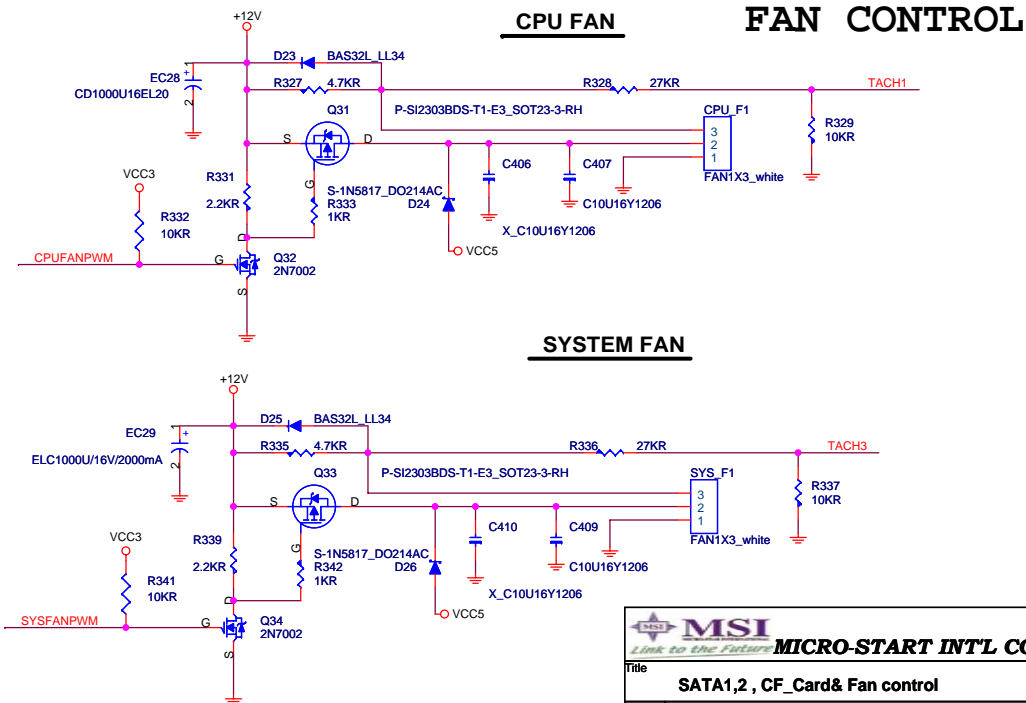 CPU FAN
FAN CONTROL
+12V
D23 BAS32L_LL34
EC28
CD1000U16EL20
1
+
2
R327 4.7KR
R328 27KR
TACH1
Q31
P-SI2303BDS-T1-E3_SOT23-3-RH
CPU_F1
3
2
1
FAN1X3_white
R329
10KR
S
D
G
VCC3
R331
2.2KR
R332
10KR
S-1N5817_DO214AC
R333
1KR
D24
C406
C407
C10U16Y1206
X_C10U16Y1206
VCC5
CPUFANPWM
G
D
S
Q32
2N7002
SYSTEM FAN
+12V
D25 BAS32L_LL34
EC29
ELC1000U/16V/2000mA
1
+
2
R335 4.7KR
R336 27KR
TACH3
Q33
P-SI2303BDS-T1-E3_SOT23-3-RH
SYS_F1
3
2
1
FAN1X3_white
R337
10KR
S
D
G
VCC3
R339
2.2KR
R341
10KR
S-1N5817_DO214AC
R342
1KR
D26
C410
C409
C10U16Y1206
X_C10U16Y1206
VCC5
SYSFANPWM
G
D
S
Q34
2N7002
MSI
MSI
Link to the Future
MICRO-START INT'L CO
Title
SATA1,2 , CF_Card& Fan control